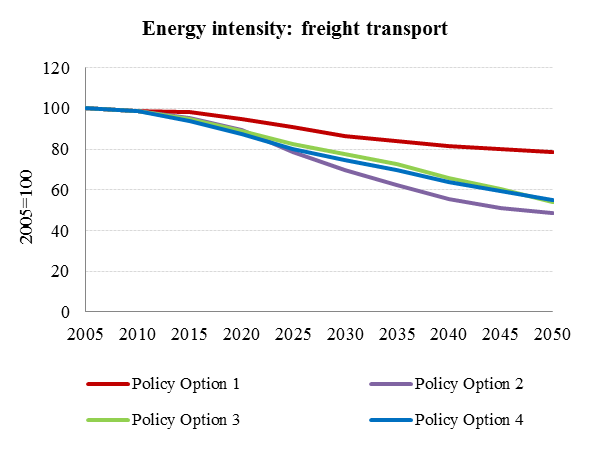 Energy intensity: freight transport
120
100
80
60
40
20
0
2005=100
2005 2010 2015 2020 2025 2030 2035 2040 2045 2050
Policy Option 1 Policy Option 2
Policy Option 3 Policy Option 4